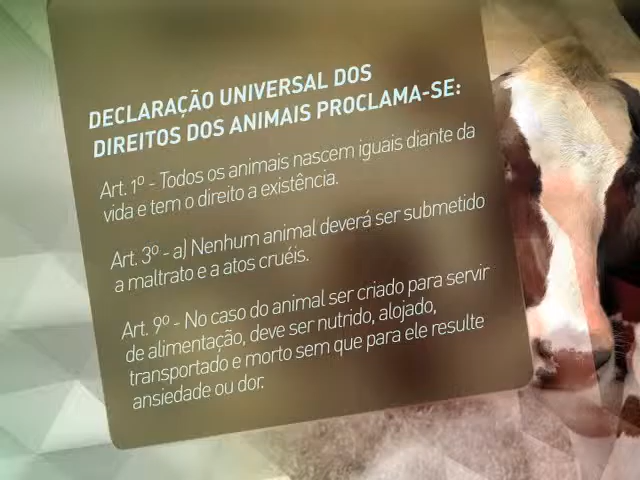 DECLARAÇÃO UNIVERSAL DOS
DIREITOS DOS ANIMAIS PROCLAMA-SE:
Art. 1º - Todos os animais nascem iguais diante da
vida e tem o direito a existência.
Art. 3º - a) Nenhum animal deverá ser submetido
a maltrato e a atos cruéis.
Art. 9º - No caso do animal ser criado para servir
de alimentação, deve ser nutrido, alojado,
transportado e morto sem que para ele resulte
ansiedade ou dor.